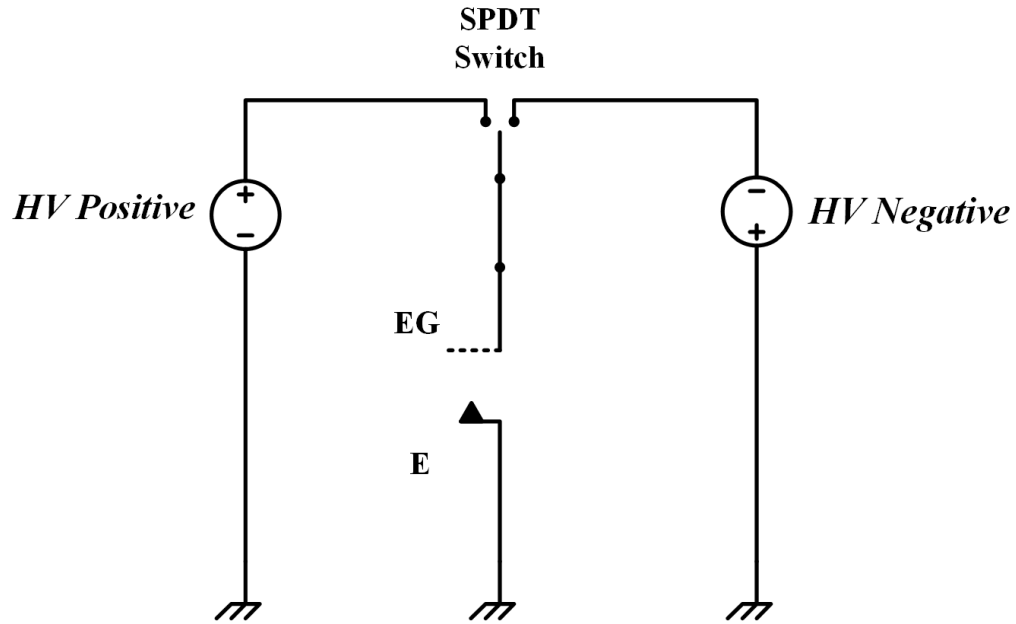 SPDT
Switch
HV Positive
+
−
−
+
HV Negative
EG
E